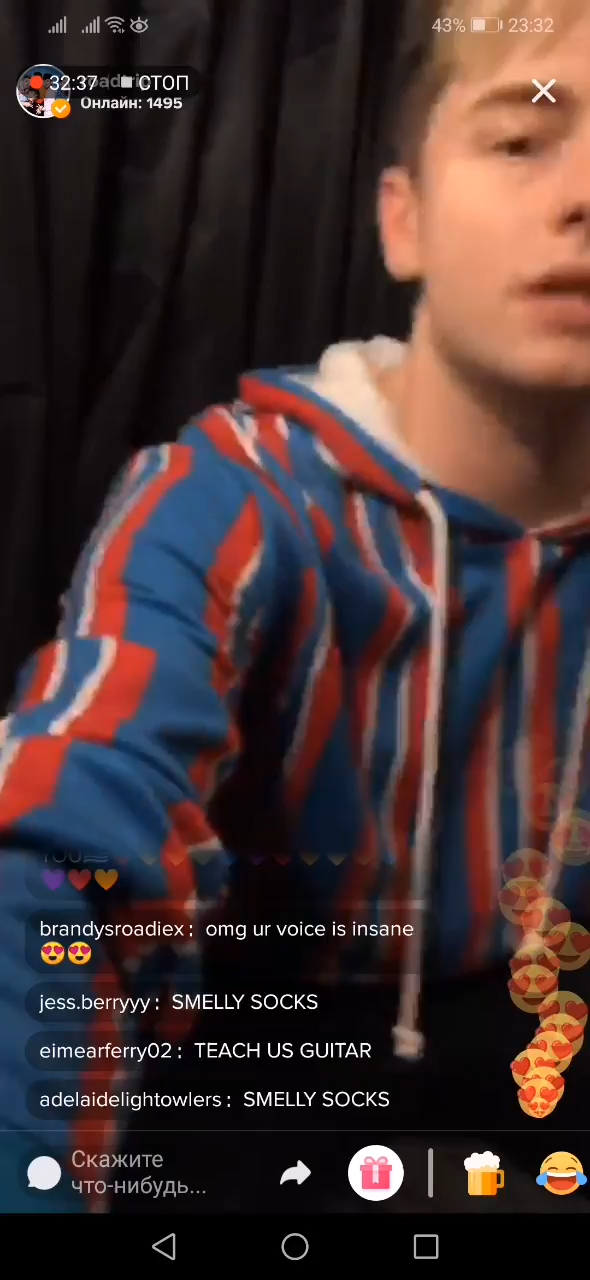 43% 23:32
32:37 СТОП
Онлайн: 1495
brandysroadiex : omg ur voice is insane
😍😍
jess.berryyy : SMELLY SOCKS
eimearferry02 : TEACH US GUITAR
adelaidelightowlers : SMELLY SOCKS
Скажите
что-нибудь...